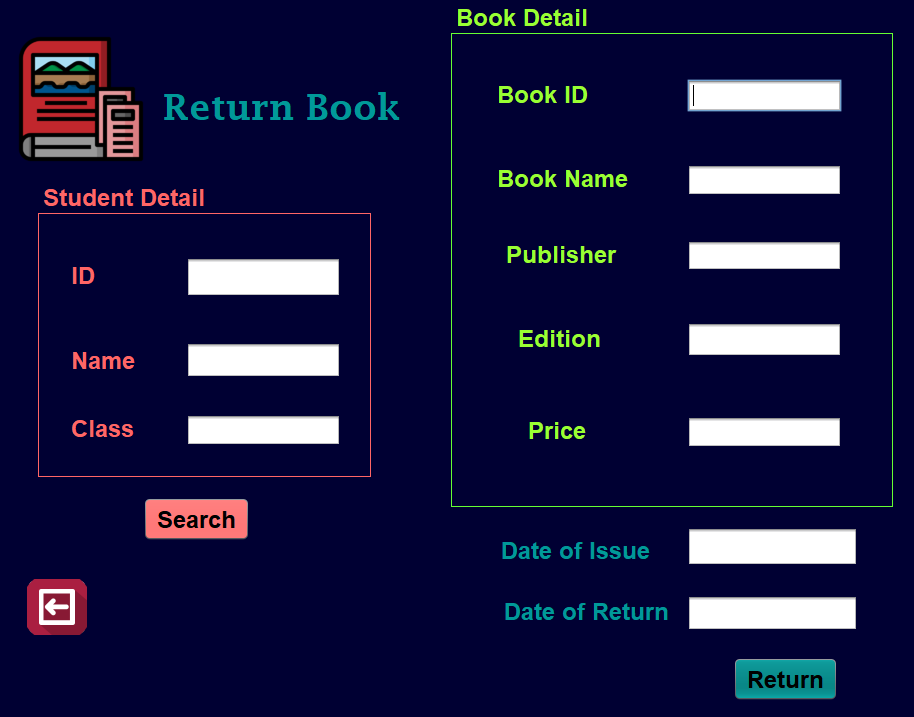 Return Book
Student Detail
ID
Name
Class
Search
Book Detail
Book ID
Book Name
Publisher
Edition
Price
Date of Issue
Date of Return
Return